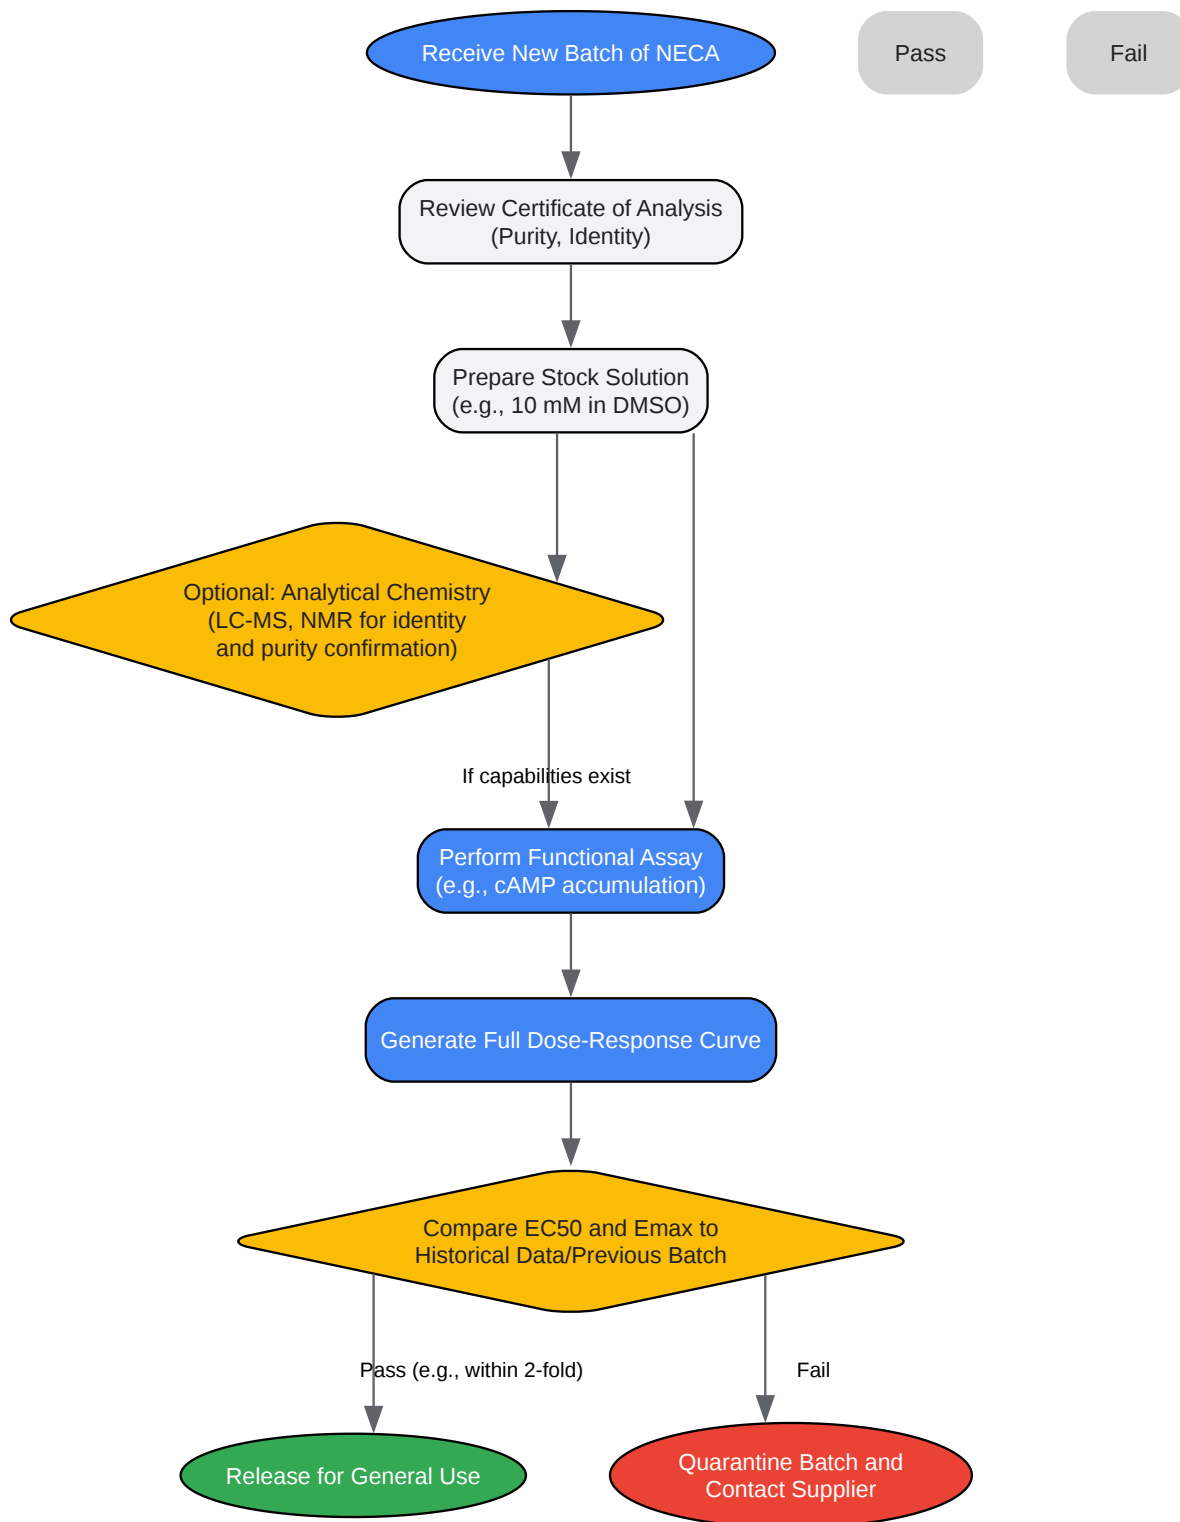 Receive New Batch of NECA
Pass
Fail
Review Certificate of Analysis
(Purity, Identity)
Prepare Stock Solution
(e.g., 10 mM in DMSO)
Optional: Analytical Chemistry
(LC-MS, NMR for identity
and purity confirmation)
If capabilities exist
Perform Functional Assay
(e.g., cAMP accumulation)
Generate Full Dose-Response Curve
Compare EC50 and Emax to
Historical Data/Previous Batch
Pass (e.g., within 2-fold)
Fail
Release for General Use
Quarantine Batch and
Contact Supplier